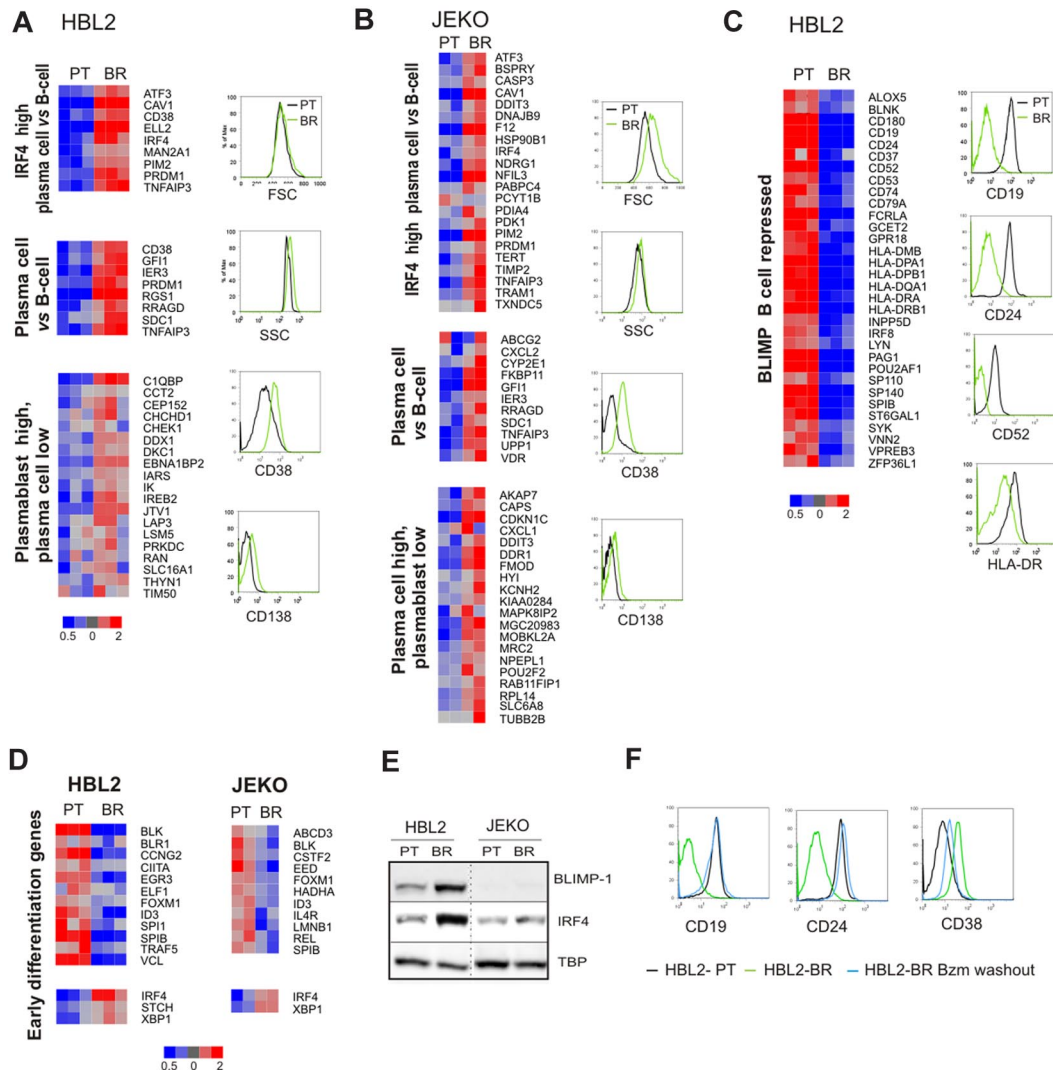 A
HBL2
PT BR
IRF4 high
plasma cell vs B-cell
ATF3
CAV1
CD38
ELL2
IRF4
MAN2A1
PIM2
PRDM1
TNFAIP3
PT
BR
% of Max
FSC
Plasma cell
vs B-cell
CD38
GFI1
IER3
PRDM1
RGS1
RRAGD
SDC1
TNFAIP3
% of Max
SSC
Plasmablast high,
plasma cell low
C1QBP
CCT2
CEP152
CHCHD1
CHEK1
DDX1
DKC1
EBNA1BP2
IARS
IK
IREB2
JTV1
LAP3
LSM5
PRKDC
RAN
SLC16A1
THYN1
TIM50
CD38
CD138
0.5 0 2
B
JEKO
PT BR
IRF4 high plasma cell vs B-cell
ATF3
BSPRY
CASP3
CAV1
DDIT3
DNAJB9
F12
HSP90B1
IRF4
NDRG1
NFIL3
PABPC4
PCYT1B
PDIA4
PDK1
PIM2
PRDM1
TERT
TIMP2
TNFAIP3
TRAM1
TXNDC5
PT
BR
FSC
SSC
Plasma cell
vs B-cell
ABCG2
CXCL2
CYP2E1
FKBP11
GFI1
IER3
RRAGD
SDC1
TNFAIP3
UPP1
VDR
CD38
Plasma cell high,
plasmablast low
AKAP7
CAPS
CDKN1C
CXCL1
DDIT3
DDR1
FMOD
HYI
KCNH2
KIAA0284
MAPK8IP2
MGC20983
MOBKL2A
MRC2
NPEPL1
POU2F2
RAB11FIP1
RPL14
SLC6A8
TUBB2B
CD138
C
HBL2
PT BR
BLIMP B cell repressed
ALOX5
BLNK
CD180
CD19
CD24
CD37
CD52
CD53
CD74
CD79A
FCRLA
GCET2
GPR18
HLA-DMB
HLA-DPA1
HLA-DPB1
HLA-DQA1
HLA-DRA
HLA-DRB1
INPP5D
IRF8
LYN
PAG1
POU2AF1
SP110
SP140
SPIB
ST6GAL1
SYK
VNN2
VPREB3
ZFP36L1
0.5 0 2
PT
BR
CD19
CD24
CD52
HLA-DR
D
Early differentiation genes
HBL2
PT BR
BLK
BLR1
CCNG2
CIITA
EGR3
ELF1
FOXM1
ID3
SPI1
SPIB
TRAF5
VCL
IRF4
STCH
XBP1
JEKO
PT BR
ABCD3
BLK
CSTF2
EED
FOXM1
HADHA
ID3
IL4R
LMNB1
REL
SPIB
IRF4
XBP1
0.5 0 2
E
HBL2 JEKO
PT BR PT BR
BLIMP-1
IRF4
TBP
F
CD19
CD24
CD38
HBL2- PT HBL2-BR HBL2-BR Bzm washout